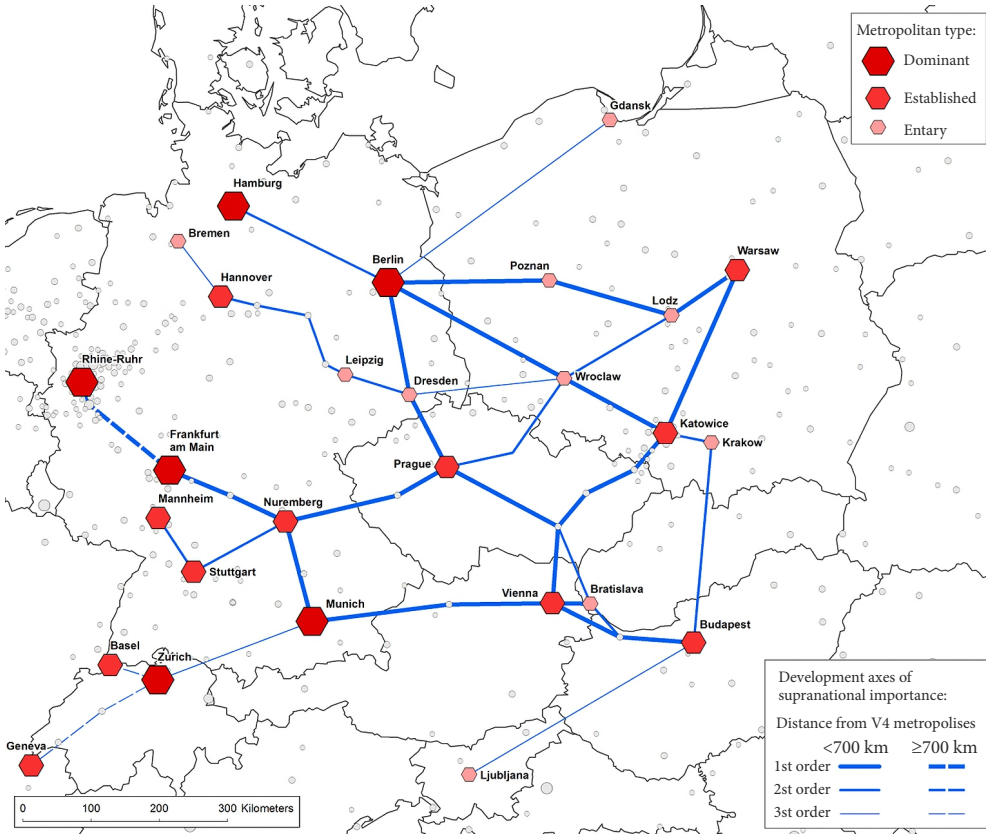 Metropolitan type:
Dominant
Established
Entary
Gdansk
Hamburg
Bremen
Berlin
Poznan
Warsaw
Hannover
Lodz
Rhine-Ruhr
Leipzig
Dresden
Wroclaw
Frankfurt
am Main
Katowice
Krakow
Prague
Mannheim
Nuremberg
Stuttgart
Vienna
Bratislava
Munich
Budapest
Basel
Zürich
Geneva
Ljubljana
Development axes of
supranational importance:
Distance from V4 metropolises
<700 km ≥700 km
1st order
2st order
3st order
0 100 200 300 Kilometers